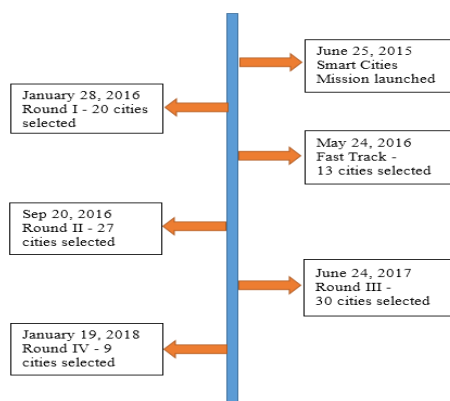 June 25, 2015
Smart Cities
Mission launched
January 28, 2016
Round I - 20 cities
selected
May 24, 2016
Fast Track -
13 cities selected
Sep 20, 2016
Round II - 27
cities selected
June 24, 2017
Round III -
30 cities selected
January 19, 2018
Round IV - 9
cities selected